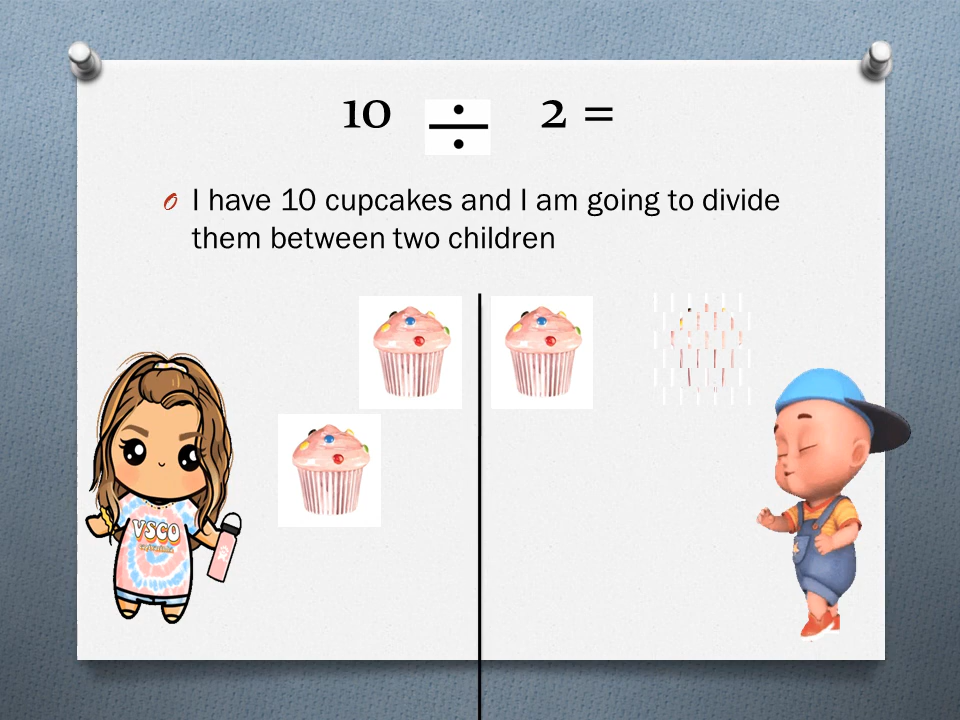 10 ÷ 2 =
I have 10 cupcakes and I am going to divide
them between two children
VSCO